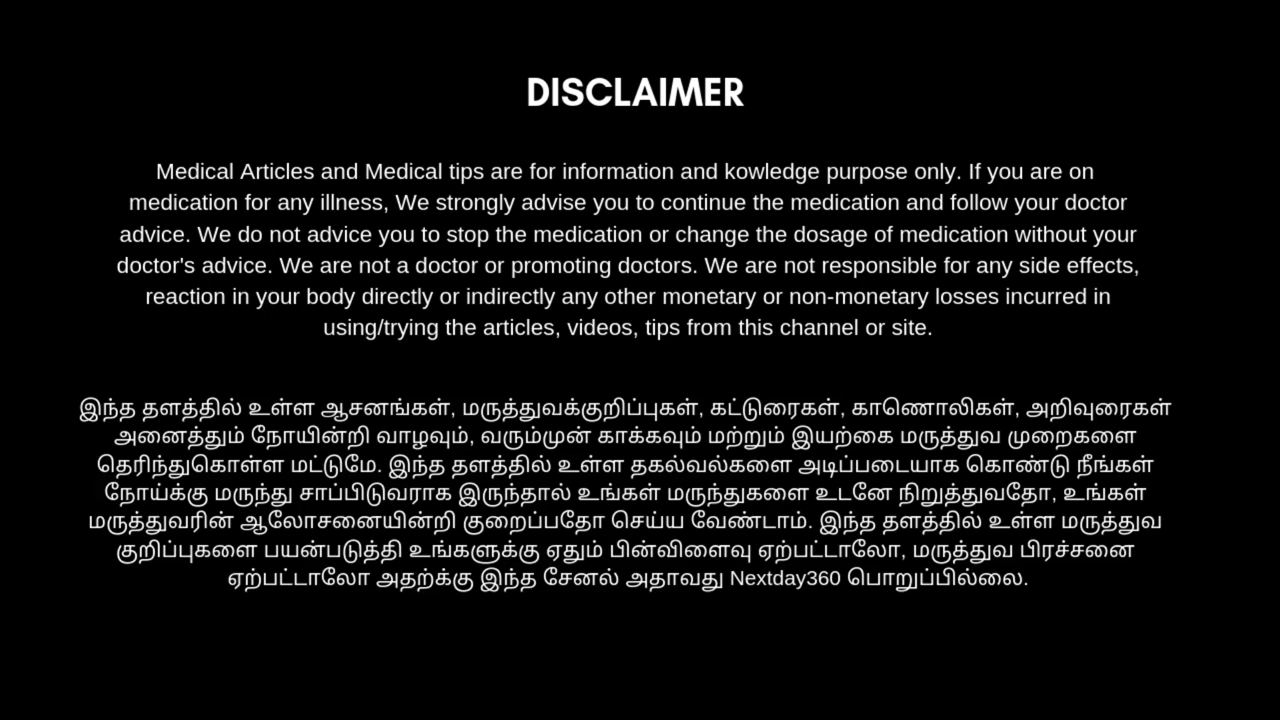 DISCLAIMER
Medical Articles and Medical tips are for information and kowledge purpose only. If you are on
medication for any illness, We strongly advise you to continue the medication and follow your doctor
advice. We do not advice you to stop the medication or change the dosage of medication without your
doctor's advice. We are not a doctor or promoting doctors. We are not responsible for any side effects,
reaction in your body directly or indirectly any other monetary or non-monetary losses incurred in
using/trying the articles, videos, tips from this channel or site.
இந்த தளத்தில் உள்ள ஆசனங்கள், மருத்துவக்குறிப்புகள், கட்டுரைகள், காணொலிகள், அறிவுரைகள்
அனைத்தும் நோயின்றி வாழவும், வரும்முன் காக்கவும் மற்றும் இயற்கை மருத்துவ முறைகளை
தெரிந்துகொள்ள மட்டுமே. இந்த தளத்தில் உள்ள தகல்வல்களை அடிப்படையாக கொண்டு நீங்கள்
நோய்க்கு மருந்து சாப்பிடுவராக இருந்தால் உங்கள் மருந்துகளை உடனே நிறுத்துவதோ, உங்கள்
மருத்துவரின் ஆலோசனையின்றி குறைப்பதோ செய்ய வேண்டாம். இந்த தளத்தில் உள்ள மருத்துவ
குறிப்புகளை பயன்படுத்தி உங்களுக்கு ஏதும் பின்விளைவு ஏற்பட்டாலோ, மருத்துவ பிரச்சனை
ஏற்பட்டாலோ அதற்க்கு இந்த சேனல் அதாவது Nextday360 பொறுப்பில்லை.